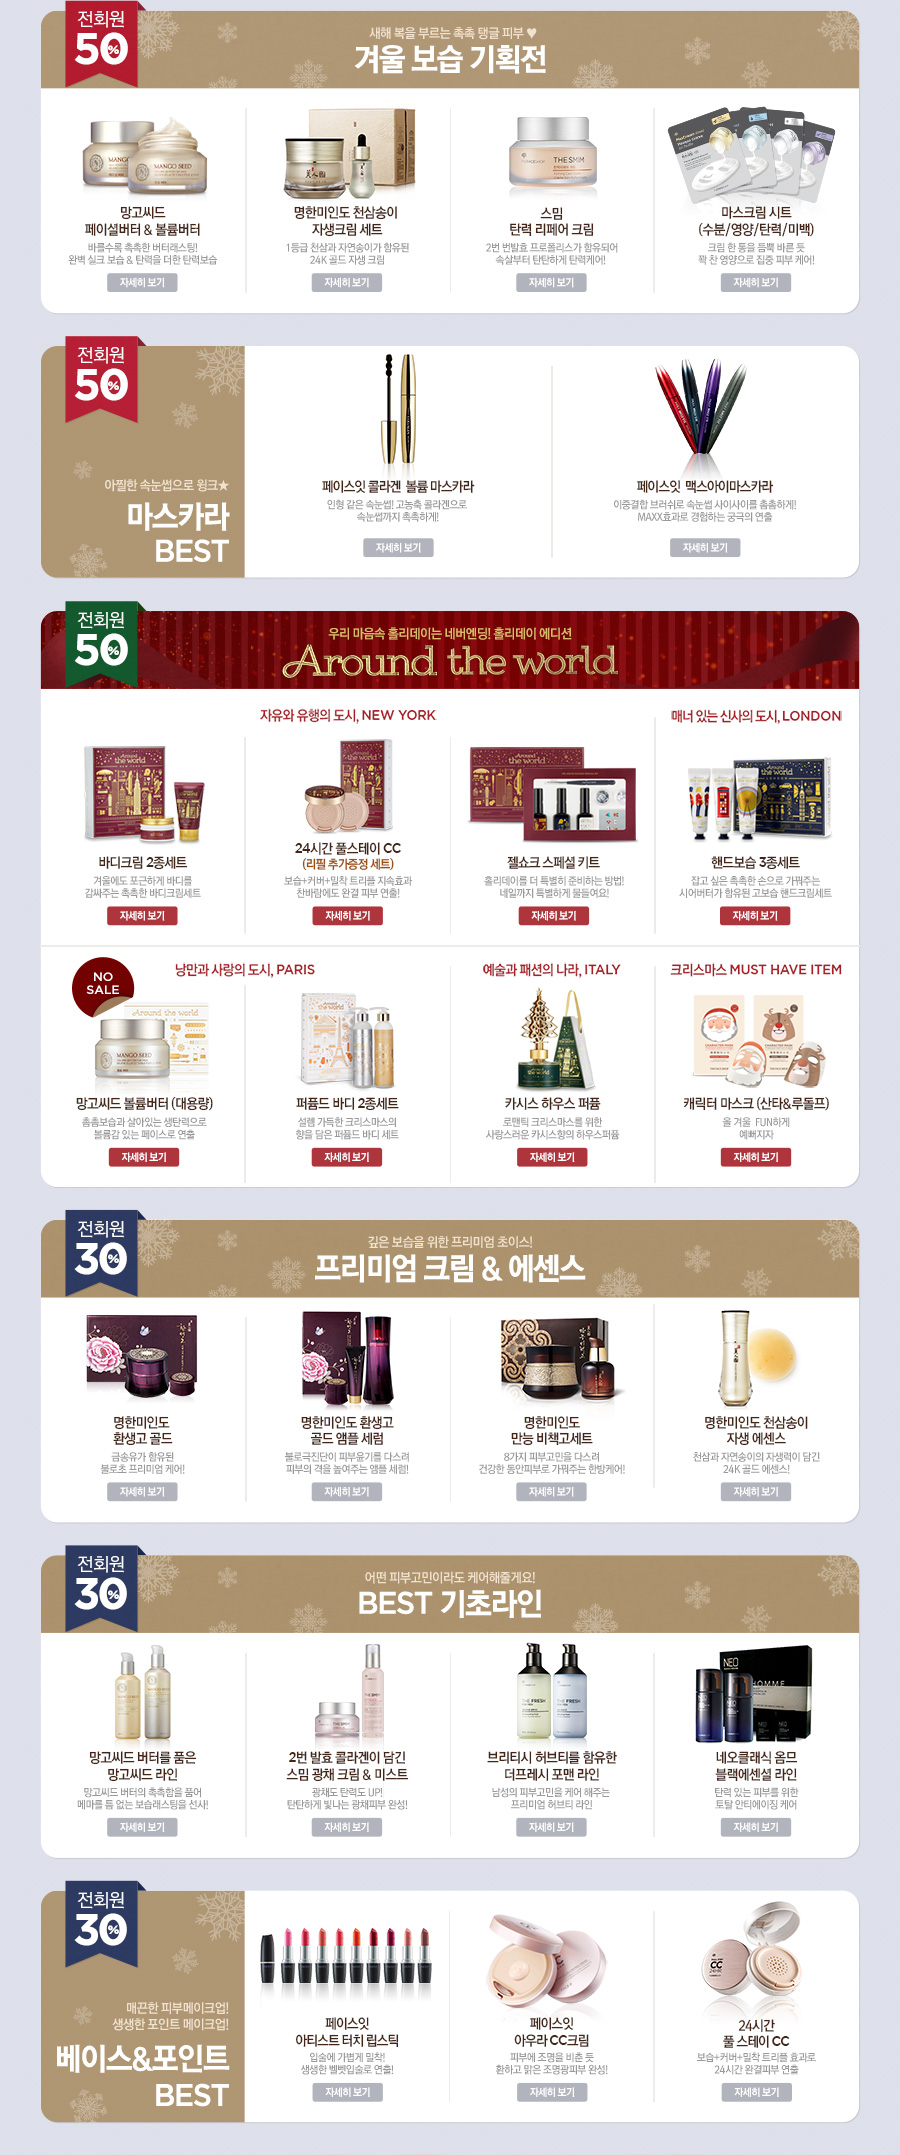 전회원
50%
새해 복을 부르는 촉촉 탱글 피부 ♥
겨울 보습 기획전
망고씨드
페이셜버터 & 볼륨버터
바를수록 촉촉한 버터래스팅!
완벽 실크 보습 & 탄력을 더한 탄력보습
자세히 보기
명한미인도 천삼송이
자생크림 세트
1등급 천삼과 자연송이가 함유된
24K 골드 자생 크림
자세히 보기
THE SMIM
스밈
탄력 리페어 크림
2번 번발효 프로폴리스가 함유되어
속살부터 탄탄하게 탄력케어!
자세히 보기
마스크림 시트
(수분/영양/탄력/미백)
크림 한 통을 듬뿍 바른 듯
꽉 찬 영양으로 집중 피부 케어!
자세히 보기
전회원
50%
아찔한 속눈썹으로 윙크★
마스카라
BEST
페이스잇 콜라겐 볼륨 마스카라
인형 같은 속눈썹! 고농축 콜라겐으로
속눈썹까지 촉촉하게!
자세히 보기
페이스잇 맥스아이마스카라
이중결합 브러쉬로 속눈썹 사이사이를 촘촘하게!
MAXX효과로 경험하는 궁극의 연출
자세히 보기
전회원
50%
우리 마음속 홀리데이는 네버엔딩! 홀리데이 에디션
Around the world
자유와 유행의 도시, NEW YORK
바디크림 2종세트
겨울에도 포근하게 바디를
감싸주는 촉촉한 바디크림세트
자세히 보기
24시간 풀스테이 CC
(리필 추가증정 세트)
보습+커버+밀착 트리플 지속효과
찬바람에도 완결 피부 연출!
자세히 보기
젤쇼크 스페셜 키트
홀리데이를 더 특별히 준비하는 방법!
네일까지 특별하게 물들여요!
자세히 보기
매너 있는 신사의 도시, LONDON
핸드보습 3종세트
잡고 싶은 촉촉한 손으로 가꿔주는
시어버터가 함유된 고보습 핸드크림세트
자세히 보기
낭만과 사랑의 도시, PARIS
NO
SALE
Around the world
MANGO SEED
망고씨드 볼륨버터 (대용량)
촘촘보습과 살아있는 생탄력으로
볼륨감 있는 페이스로 연출
자세히 보기
퍼퓸드 바디 2종세트
설렘 가득한 크리스마스의
향을 담은 퍼퓸드 바디 세트
자세히 보기
예술과 패션의 나라, ITALY
카시스 하우스 퍼퓸
로맨틱 크리스마스를 위한
사랑스러운 카시스향의 하우스퍼퓸
자세히 보기
크리스마스 MUST HAVE ITEM
캐릭터 마스크 (산타&루돌프)
올 겨울 FUN하게
예뻐지자
자세히 보기
전회원
30%
깊은 보습을 위한 프리미엄 초이스!
프리미엄 크림 & 에센스
명한미인도
환생고 골드
금송유가 함유된
불로초 프리미엄 케어!
자세히 보기
명한미인도 환생고
골드 앰플 세럼
불로극진단이 피부윤기를 다스려
피부의 격을 높여주는 앰플 세럼!
자세히 보기
명한미인도
만능 비책고세트
8가지 피부고민을 다스려
건강한 동안피부로 가꿔주는 한방케어!
자세히 보기
명한미인도 천삼송이
자생 에센스
천삼과 자연송이의 자생력이 담긴
24K 골드 에센스!
자세히 보기
전회원
30%
어떤 피부고민이라도 케어해줄게요!
BEST 기초라인
망고씨드 버터를 품은
망고씨드 라인
망고씨드 버터의 촉촉함을 품어
메마를 틈 없는 보습래스팅을 선사!
자세히 보기
2번 발효 콜라겐이 담긴
스밈 광채 크림 & 미스트
광채도 탄력도 UP!
탄탄하게 빛나는 광채피부 완성!
자세히 보기
THE FRESH
THE FRESH
브리티시 허브티를 함유한
더프레시 포맨 라인
남성의 피부고민을 케어 해주는
프리미엄 허브티 라인
자세히 보기
NEO
HOMME
네오클래식 옴므
블랙에센셜 라인
탄력 있는 피부를 위한
토탈 안티에이징 케어
자세히 보기
전회원
30%
매끈한 피부메이크업!
생생한 포인트 메이크업!
베이스&포인트
BEST
페이스잇
아티스트 터치 립스틱
입술에 가볍게 밀착!
생생한 벨벳입술로 연출!
자세히 보기
페이스잇
아우라 CC크림
피부에 조명을 비춘 듯
환하고 맑은 조명광피부 완성!
자세히 보기
CC
24시간
풀 스테이 CC
보습+커버+밀착 트리플 효과로
24시간 완결피부 연출
자세히 보기